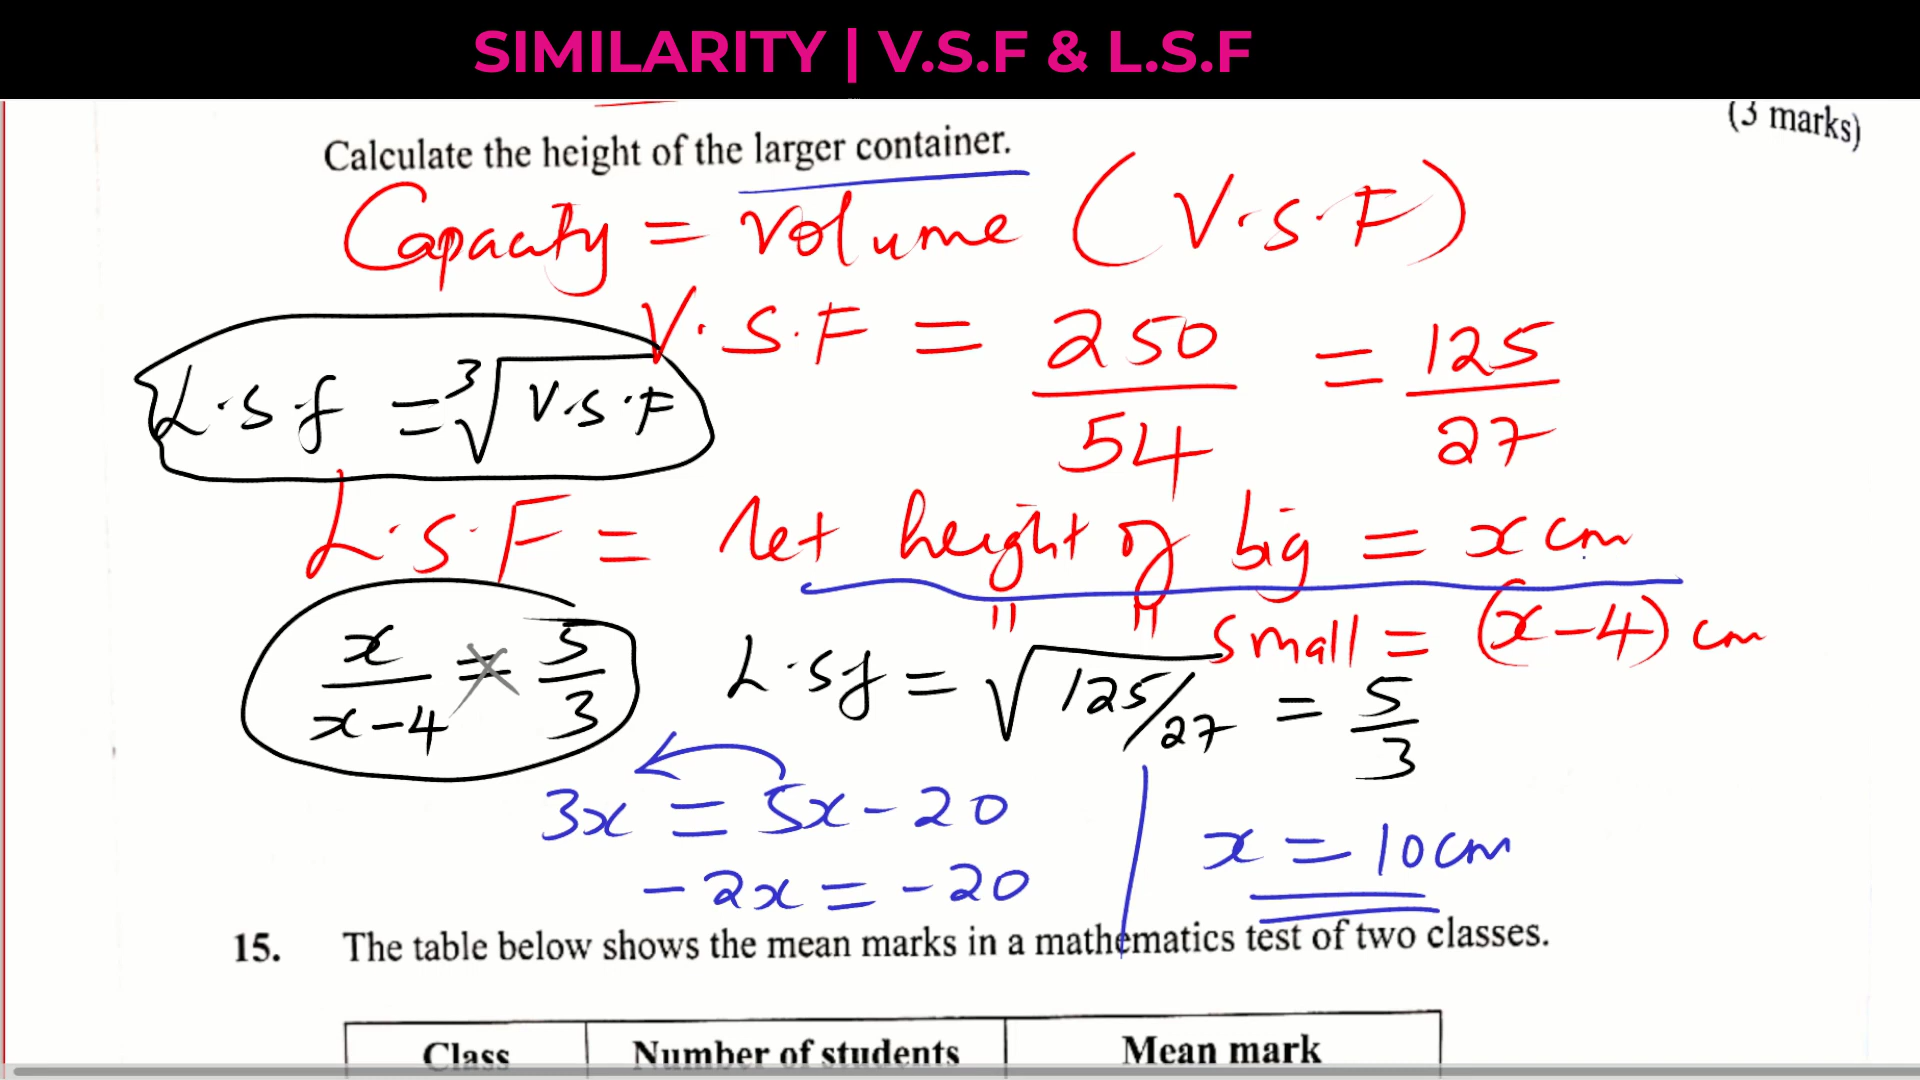 SIMILARITY | V.S.F & L.S.F
(3 marks)
Calculate the height of the larger container.
Capacity = Volume (V.S.F)
V.S.F = 250/54 = 125/27
L.S.f = ³√V.S.F
L.S.F = let height of big = x cm
" " small = (x-4) cm
x/x-4 = 5/3
L.sf = √125/27 = 5/3
3x = 5x - 20
-2x = -20
x = 10cm
15. The table below shows the mean marks in a mathematics test of two classes.
Class Number of students Mean mark